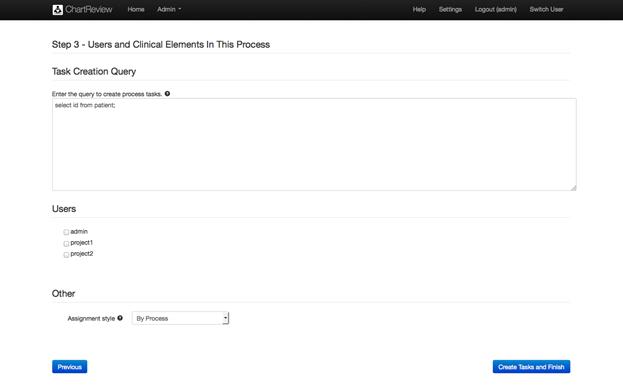 ChartReview Home Admin Help Settings Logout (admin) Switch User
Step 3 - Users and Clinical Elements In This Process
Task Creation Query
Enter the query to create process tasks.
select id from patient;
Users
admin
project1
project2
Other
Assignment style By Process
Previous Create Tasks and Finish